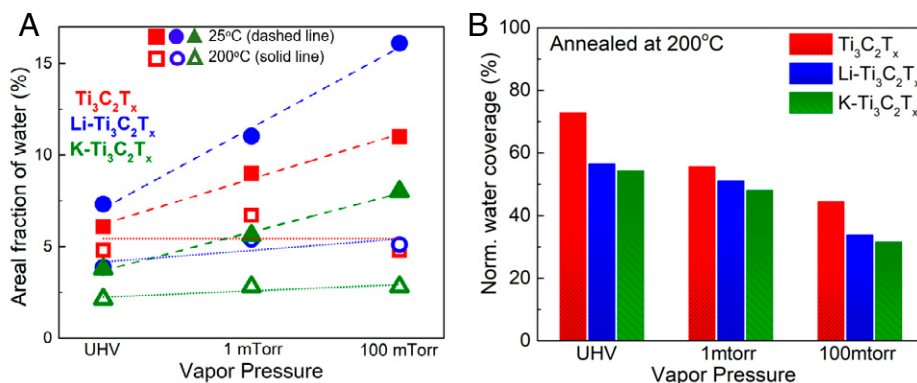 A
Areal fraction of water (%)
15
10
5
0
25°C (dashed line)
200°C (solid line)
Ti₃C₂Tₓ
Li-Ti₃C₂Tₓ
K-Ti₃C₂Tₓ
UHV
1 mTorr
100 mTorr
Vapor Pressure
B
Norm. water coverage (%)
100
80
60
40
20
0
Annealed at 200°C
Ti₃C₂Tₓ
Li-Ti₃C₂Tₓ
K-Ti₃C₂Tₓ
UHV
1mtorr
100mtorr
Vapor Pressure